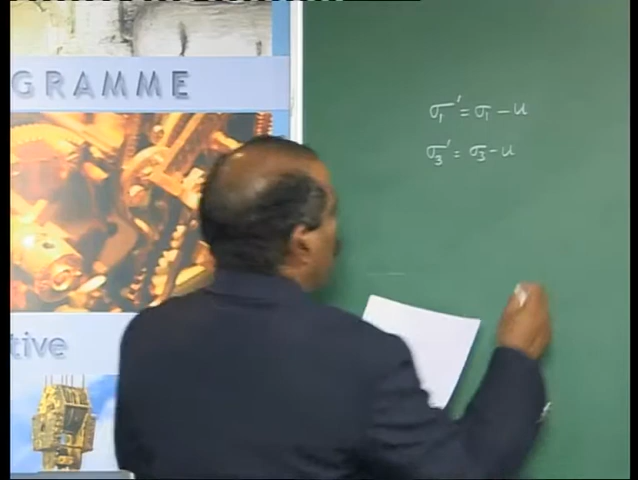 GRAMME
σ₁' = σ₁ - u
σ₃' = σ₃ - u
tive